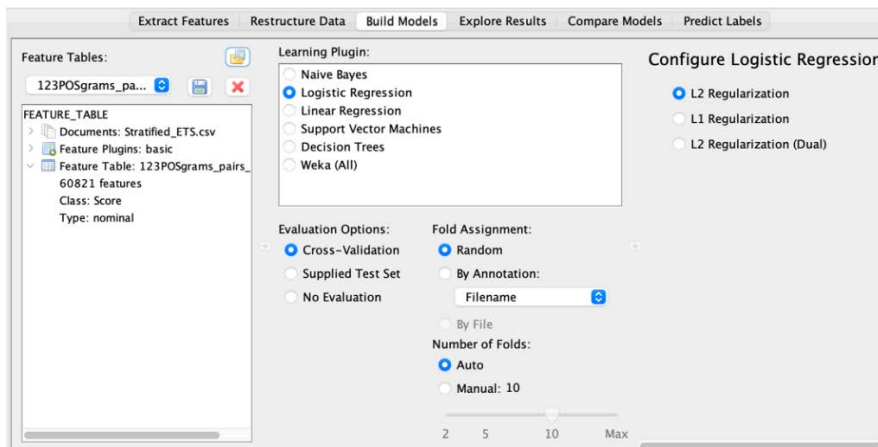 Extract Features Restructure Data Build Models Explore Results Compare Models Predict Labels
Feature Tables:
123POSgrams_pa...
FEATURE_TABLE
Documents: Stratified_ETS.csv
Feature Plugins: basic
Feature Table: 123POSgrams_pairs_
60821 features
Class: Score
Type: nominal
Learning Plugin:
Naive Bayes
Logistic Regression
Linear Regression
Support Vector Machines
Decision Trees
Weka (All)
Evaluation Options:
Cross-Validation
Supplied Test Set
No Evaluation
Fold Assignment:
Random
By Annotation:
Filename
By File
Number of Folds:
Auto
Manual: 10
2 5 10 Max
Configure Logistic Regression
L2 Regularization
L1 Regularization
L2 Regularization (Dual)